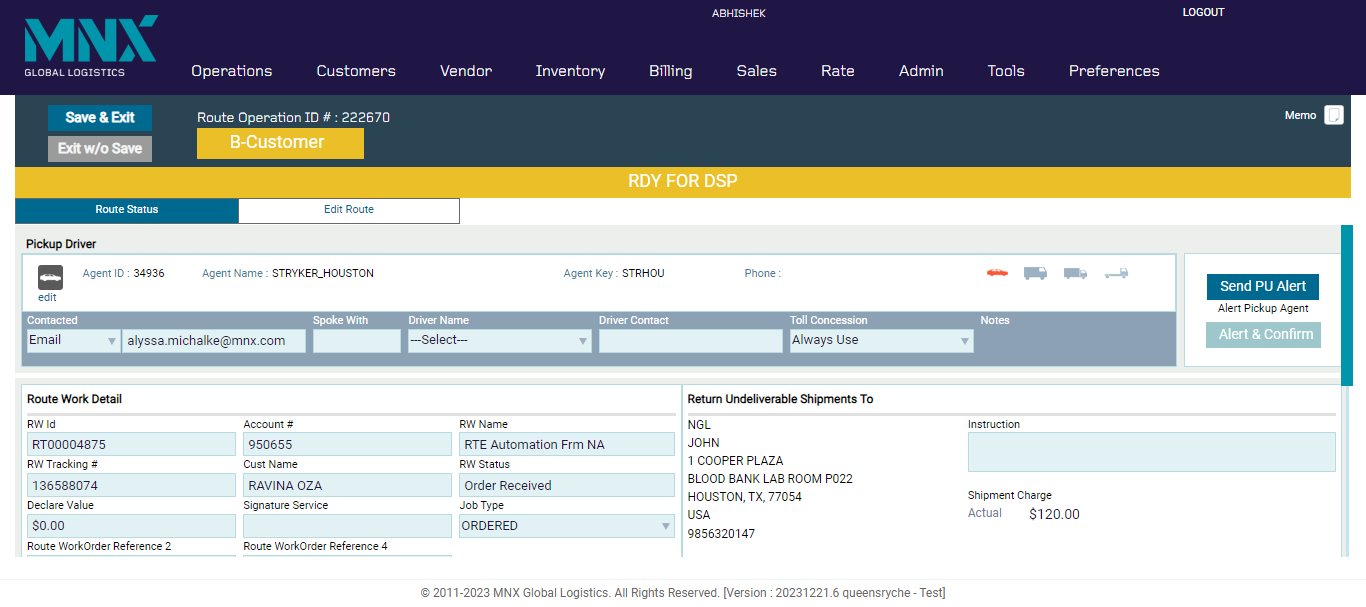 ABHISHEK
LOGOUT
MNX
GLOBAL LOGISTICS
Operations Customers Vendor Inventory Billing Sales Rate Admin Tools Preferences
Save & Exit
Route Operation ID # : 222670
Memo
Exit w/o Save
B-Customer
RDY FOR DSP
Route Status Edit Route
Pickup Driver
edit
Agent ID : 34936 Agent Name : STRYKER_HOUSTON Agent Key : STRHOU Phone :
Send PU Alert
Alert Pickup Agent
Alert & Confirm
Contacted Spoke With Driver Name Driver Contact Toll Concession Notes
Email alyssa.michalke@mnx.com ---Select--- Always Use
Route Work Detail
RW Id Account # RW Name
RT00004875 950655 RTE Automation Frm NA
RW Tracking # Cust Name RW Status
136588074 RAVINA OZA Order Received
Declare Value Signature Service Job Type
$0.00 ORDERED
Route WorkOrder Reference 2 Route WorkOrder Reference 4
Return Undeliverable Shipments To
NGL
JOHN
1 COOPER PLAZA
BLOOD BANK LAB ROOM P022
HOUSTON, TX, 77054
USA
9856320147
Instruction
Shipment Charge
Actual $120.00
© 2011-2023 MNX Global Logistics. All Rights Reserved. [Version : 20231221.6 queensryche - Test]